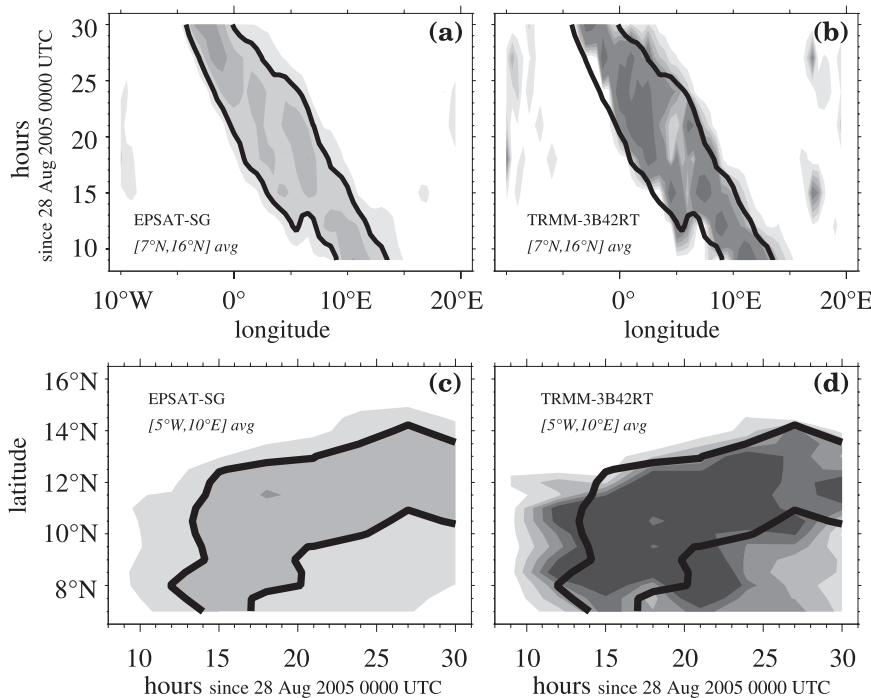 (a)
30
25
20
15
10
hours
since 28 Aug 2005 0000 UTC
EPSAT-SG
[7°N,16°N] avg
10°W 0° 10°E 20°E
longitude
(b)
TRMM-3B42RT
[7°N,16°N] avg
0° 10°E 20°E
longitude
(c)
16°N
14°N
12°N
10°N
8°N
latitude
EPSAT-SG
[5°W,10°E] avg
10 15 20 25 30
hours since 28 Aug 2005 0000 UTC
(d)
TRMM-3B42RT
[5°W,10°E] avg
10 15 20 25 30
hours since 28 Aug 2005 0000 UTC